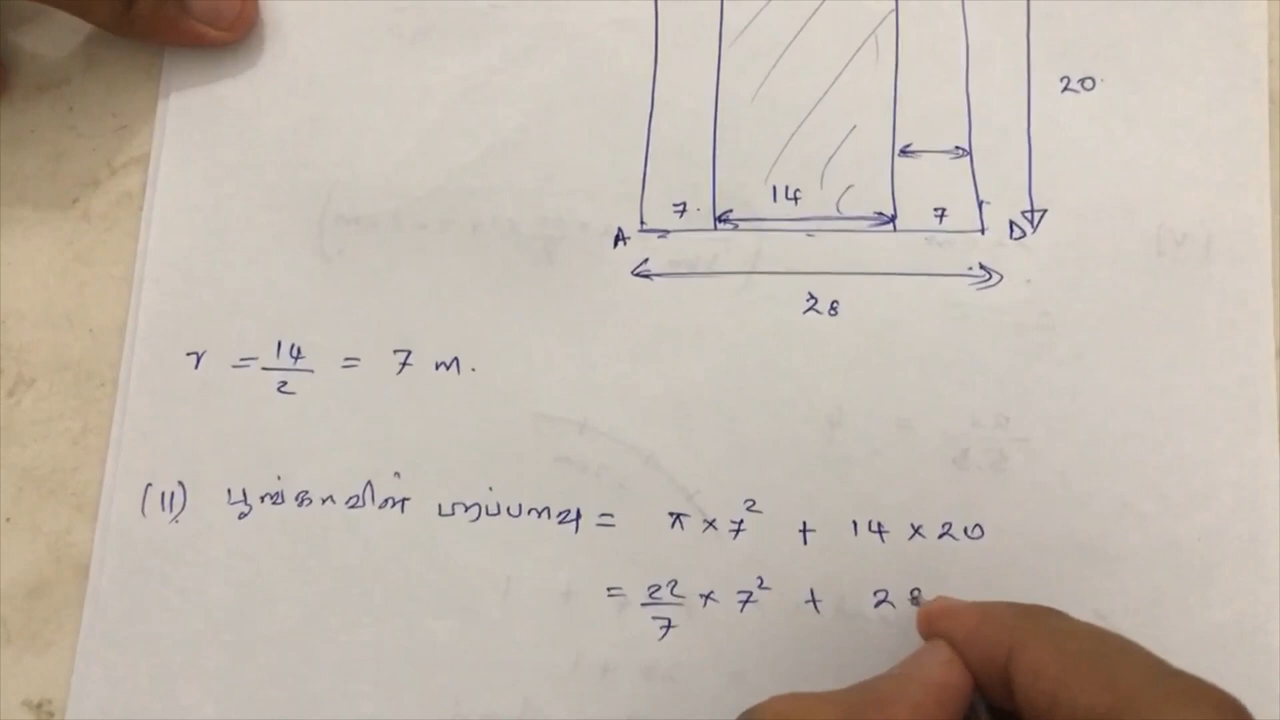 20
14
7
7
A
D
28
r = 14/2 = 7 m.
(II) பூங்காவின் பரப்பளவு = π × 7² + 14 × 20
= 22/7 × 7² + 28